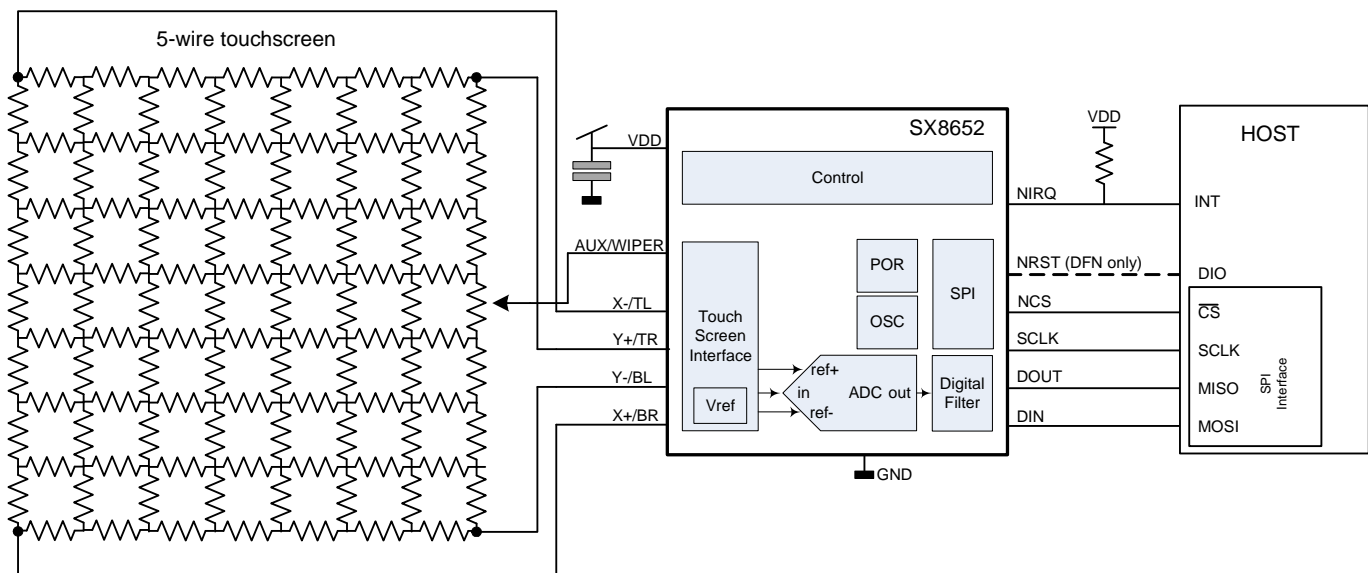 5-wire touchscreen
SX8652
VDD
Control
VDD
HOST
NIRQ
INT
AUX/WIPER
POR
SPI
NRST (DFN only)
DIO
X-/TL
Touch
Screen
Interface
OSC
NCS
CS
Y+/TR
SCLK
SCLK
Y-/BL
Vref
ref+
in
ref-
ADC out
Digital
Filter
DOUT
MISO
SPI
Interface
X+/BR
DIN
MOSI
GND